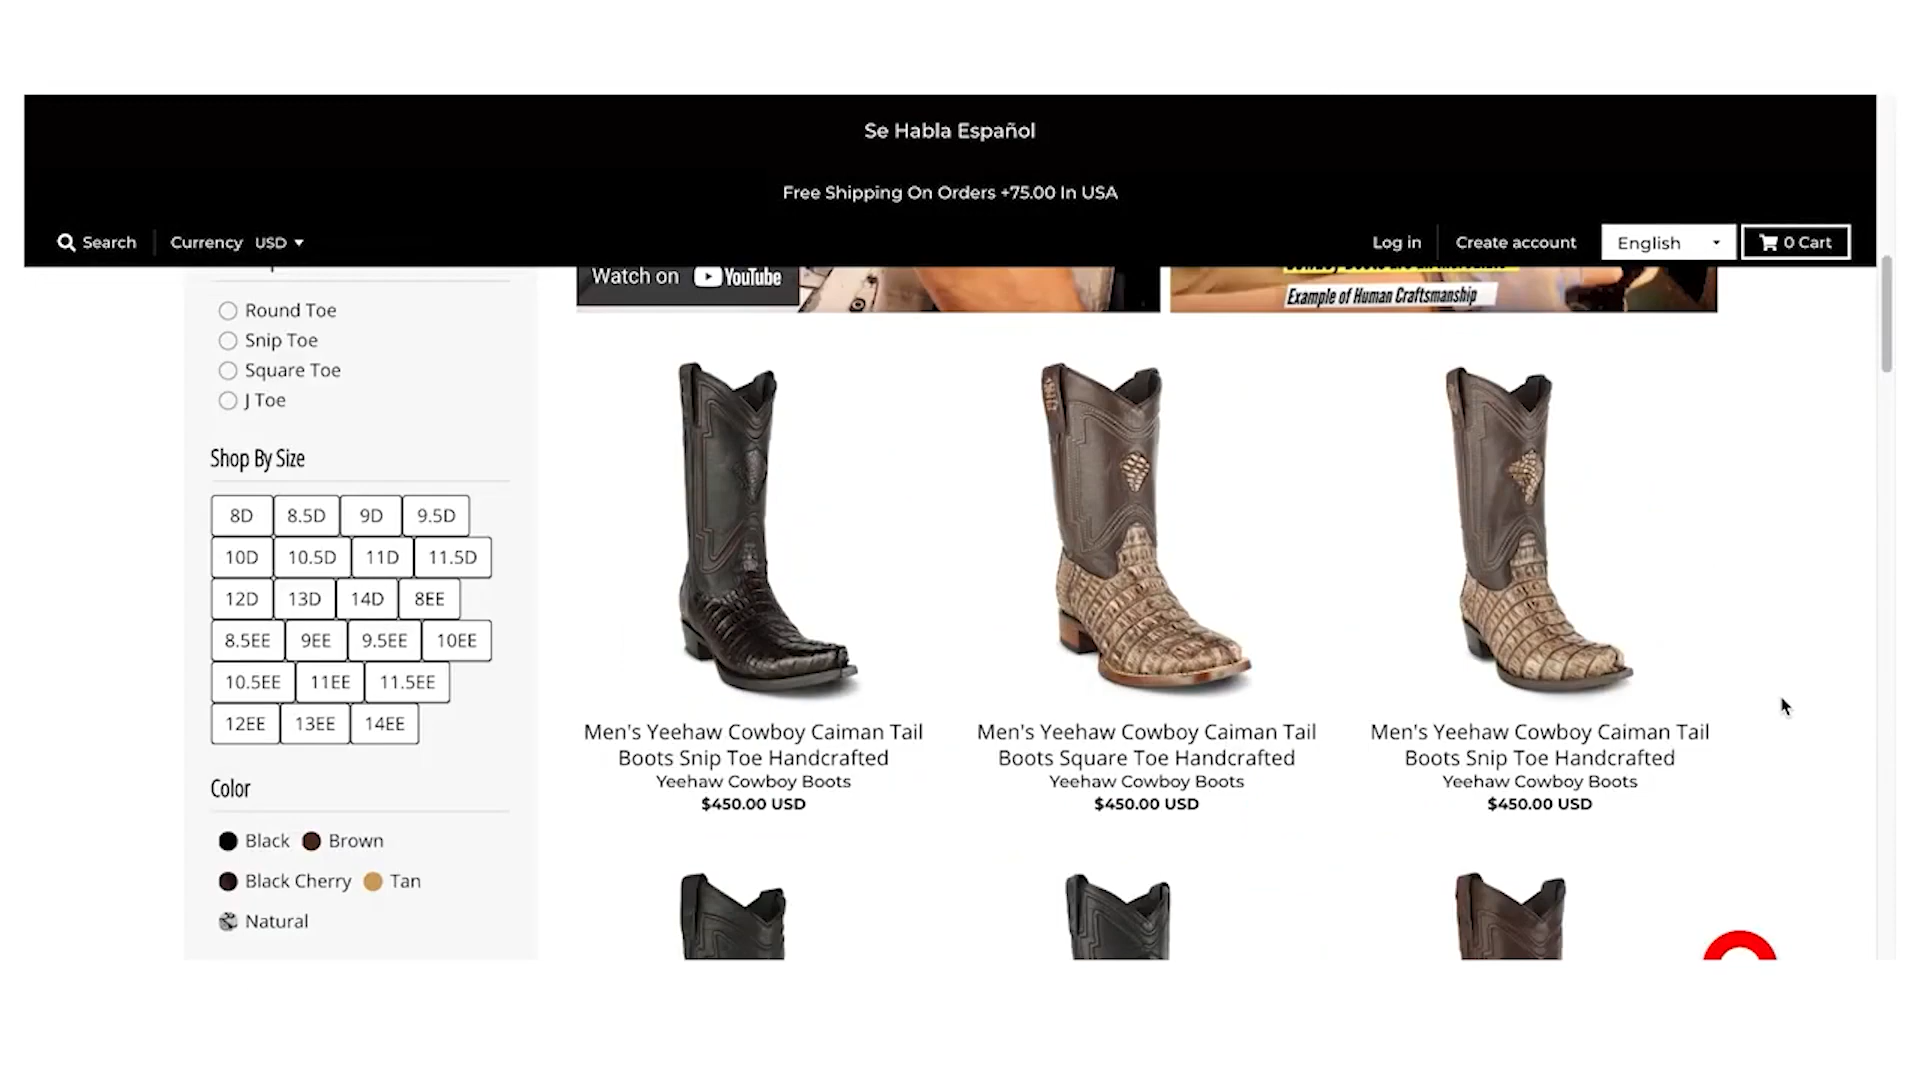 Se Habla Español
Free Shipping On Orders +75.00 In USA
Search
Currency USD
Log in
Create account
English
0 Cart
Watch on YouTube
Example of Human Craftsmanship
Round Toe
Snip Toe
Square Toe
J Toe
Shop By Size
8D 8.5D 9D 9.5D
10D 10.5D 11D 11.5D
12D 13D 14D 8EE
8.5EE 9EE 9.5EE 10EE
10.5EE 11EE 11.5EE
12EE 13EE 14EE
Color
Black Brown
Black Cherry Tan
Natural
Men's Yeehaw Cowboy Caiman Tail
Boots Snip Toe Handcrafted
Yeehaw Cowboy Boots
$450.00 USD
Men's Yeehaw Cowboy Caiman Tail
Boots Square Toe Handcrafted
Yeehaw Cowboy Boots
$450.00 USD
Men's Yeehaw Cowboy Caiman Tail
Boots Snip Toe Handcrafted
Yeehaw Cowboy Boots
$450.00 USD